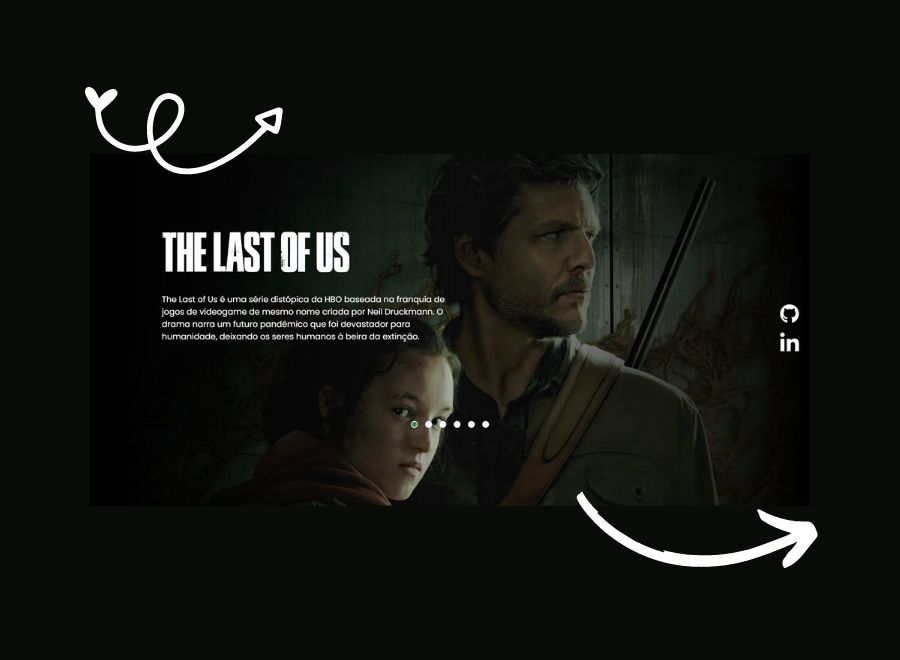 THE LAST OF US
The Last of Us é uma série distópica da HBO baseada na franquia de
jogos de videogame de mesmo nome criada por Neil Druckmann. O
drama narra um futuro pandêmico que foi devastador para
humanidade, deixando os seres humanos à beira da extinção.
in